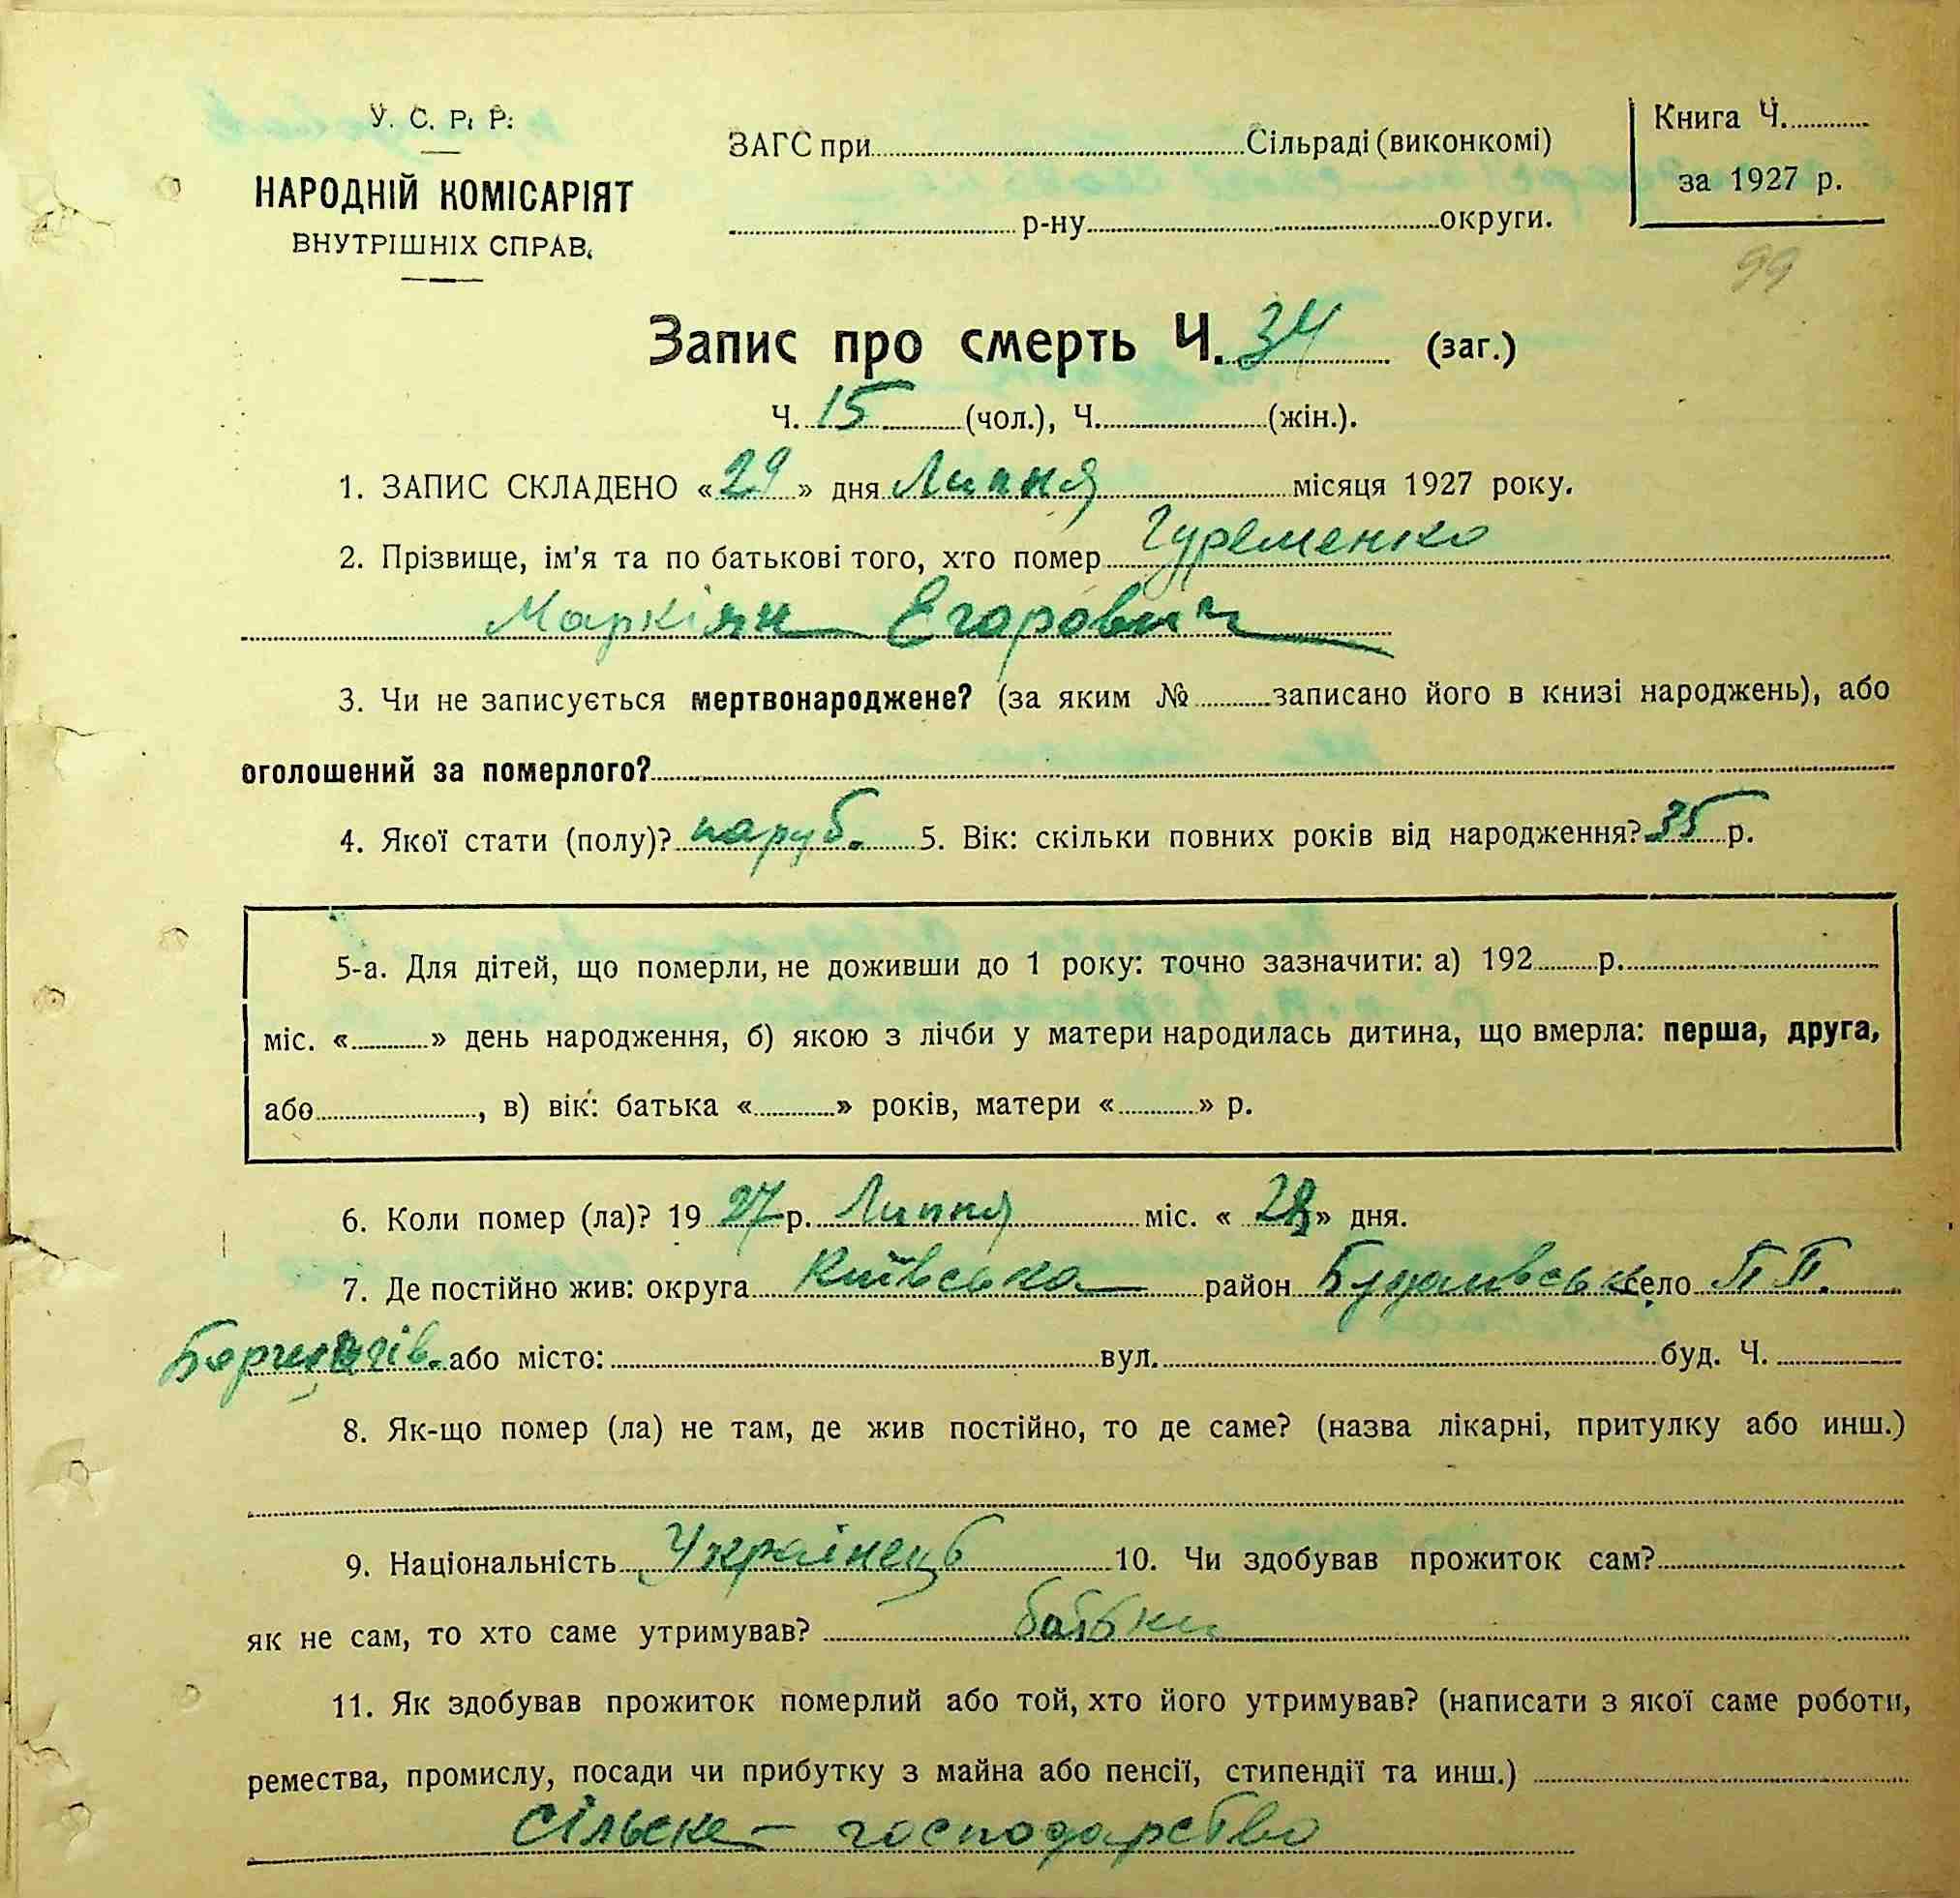 У. С. Р. Р.
НАРОДНІЙ КОМІСАРІЯТ
ВНУТРІШНІХ СПРАВ.
ЗАГС при Сільраді (виконкомі)
р-ну округи.
Книга Ч.
за 1927 р.
99
Запис про смерть Ч. 34 (заг.)
Ч. 15 (чол.), Ч. (жін.).
1. ЗАПИС СКЛАДЕНО «29» дня Липня місяця 1927 року.
2. Прізвище, ім'я та по батькові того, хто помер Гуременко
Маркіян Егорович
3. Чи не записується мертвонароджене? (за яким № записано його в книзі народжень), або
оголошений за померлого?
4. Якої стати (полу)? паруб. 5. Вік: скільки повних років від народження? 35 р.
5-а. Для дітей, що померли, не доживши до 1 року: точно зазначити: а) 192 р.
міс. « » день народження, б) якою з лічби у матери народилась дитина, що вмерла: перша, друга,
або , в) вік: батька « » років, матери « » р.
6. Коли помер (ла)? 19 27 р. Липня міс. « 28 » дня.
7. Де постійно жив: округа Київська район село П П.
Борщагів. або місто: вул. буд. Ч.
8. Як-що помер (ла) не там, де жив постійно, то де саме? (назва лікарні, притулку або инш.)
9. Національність Українець 10. Чи здобував прожиток сам?
як не сам, то хто саме утримував? батьки
11. Як здобував прожиток померлий або той, хто його утримував? (написати з якої саме роботи,
ремества, промислу, посади чи прибутку з майна або пенсії, стипендії та инш.)
Сільске - господарство